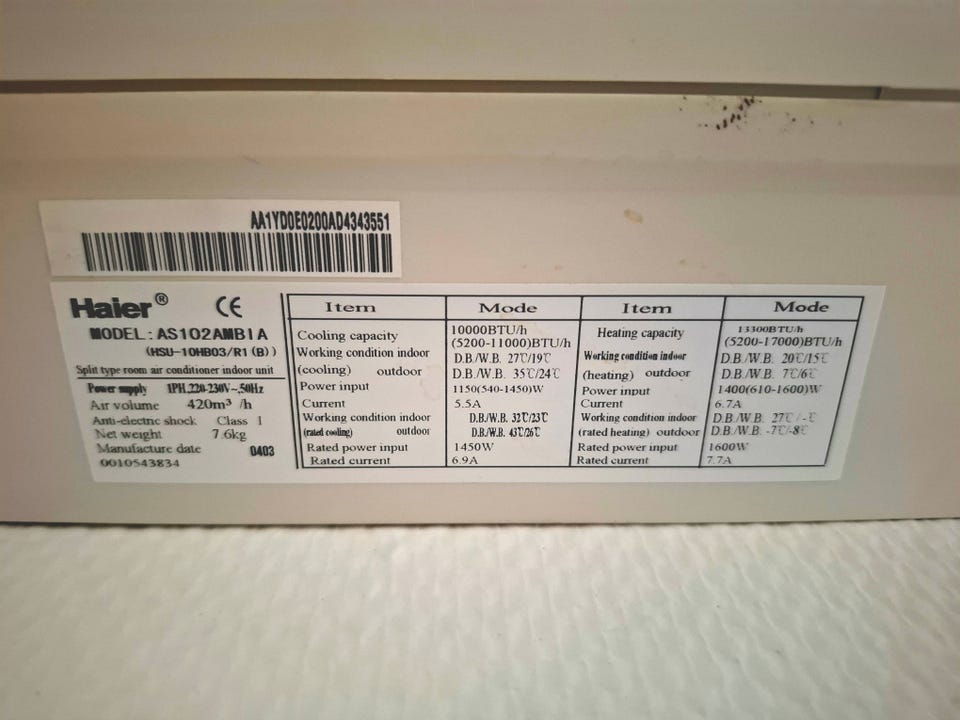 AA1YD0E0200AD4343551
Haier® CE
MODEL: AS102AMB1A
(HSU-10HB03/R1 (B))
Split type room air conditioner indoor unit
Power supply 1PH,220-230V~,50Hz
Air volume 420m³ /h
Anti-electric shock Class I
Net weight 7.6kg
Manufacture date 0403
0010543834
Item Mode Item Mode
Cooling capacity 10000BTU/h (5200-11000)BTU/h Heating capacity 13300BTU/h (5200-17000)BTU/h
Working condition indoor D.B./W.B. 27℃/19℃ Working condition indoor D.B./W.B. 20℃/15℃
(cooling) outdoor D.B./W.B. 35℃/24℃ (heating) outdoor D.B./W.B. 7℃/6℃
Power input 1150(540-1450)W Power input 1400(610-1600)W
Current 5.5A Current 6.7A
Working condition indoor D.B./W.B. 32℃/23℃ Working condition indoor D.B./W.B. 27℃/-℃
(rated cooling) outdoor D.B./W.B. 43℃/26℃ (rated heating) outdoor D.B./W.B. -7℃/-8℃
Rated power input 1450W Rated power input 1600W
Rated current 6.9A Rated current 7.7A